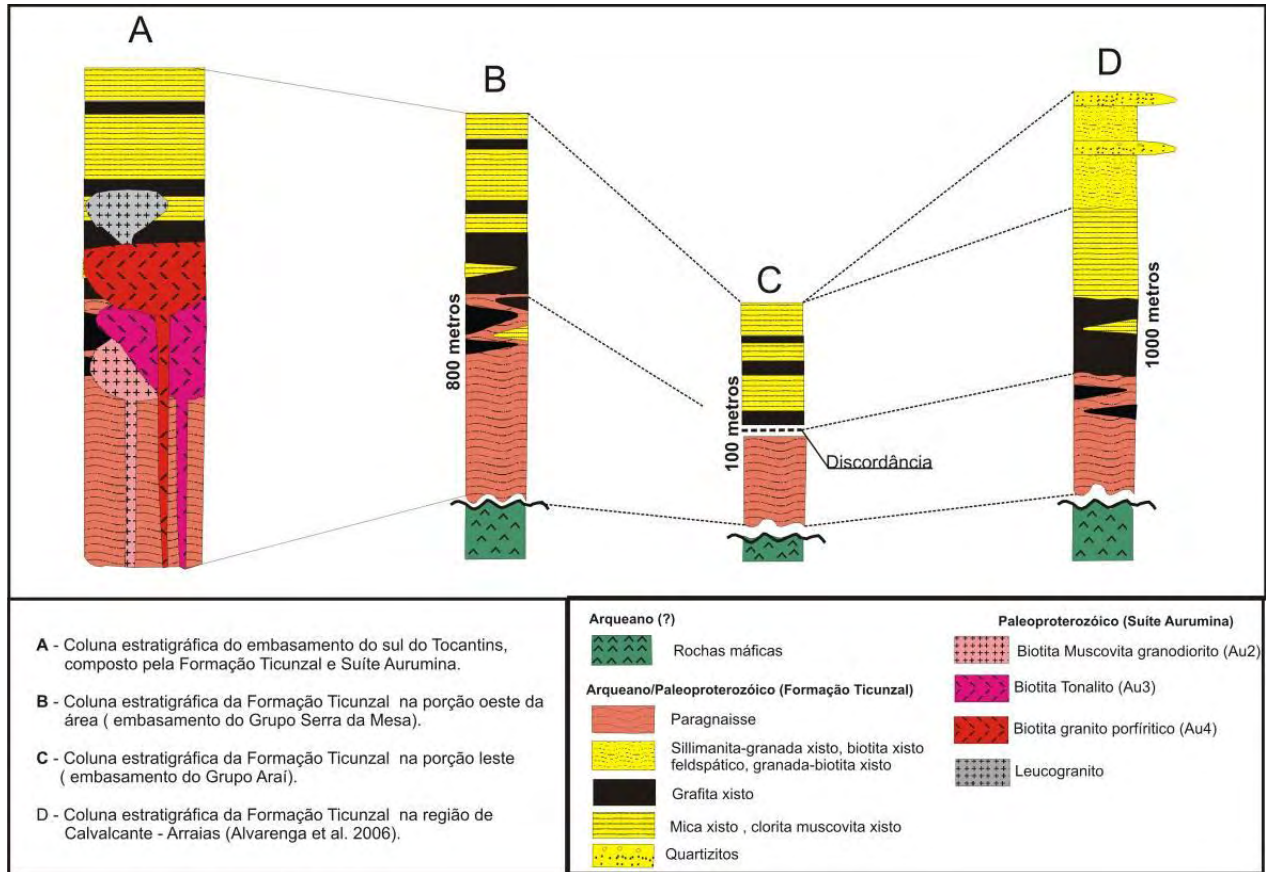 A
B
C
D
800 metros
100 metros
1000 metros
Discordância
A - Coluna estratigráfica do embasamento do sul do Tocantins,
composto pela Formação Ticunzal e Suíte Aurumina.
B - Coluna estratigráfica da Formação Ticunzal na porção oeste da
área ( embasamento do Grupo Serra da Mesa).
C - Coluna estratigráfica da Formação Ticunzal na porção leste
( embasamento do Grupo Araí).
D - Coluna estratigráfica da Formação Ticunzal na região de
Calvalcante - Arraias (Alvarenga et al. 2006).
Arqueano (?)
Rochas máficas
Arqueano/Paleoproterozóico (Formação Ticunzal)
Paragnaisse
Sillimanita-granada xisto, biotita xisto
feldspático, granada-biotita xisto
Grafita xisto
Mica xisto , clorita muscovita xisto
Quartizitos
Paleoproterozóico (Suíte Aurumina)
Biotita Muscovita granodiorito (Au2)
Biotita Tonalito (Au3)
Biotita granito porfirítico (Au4)
Leucogranito